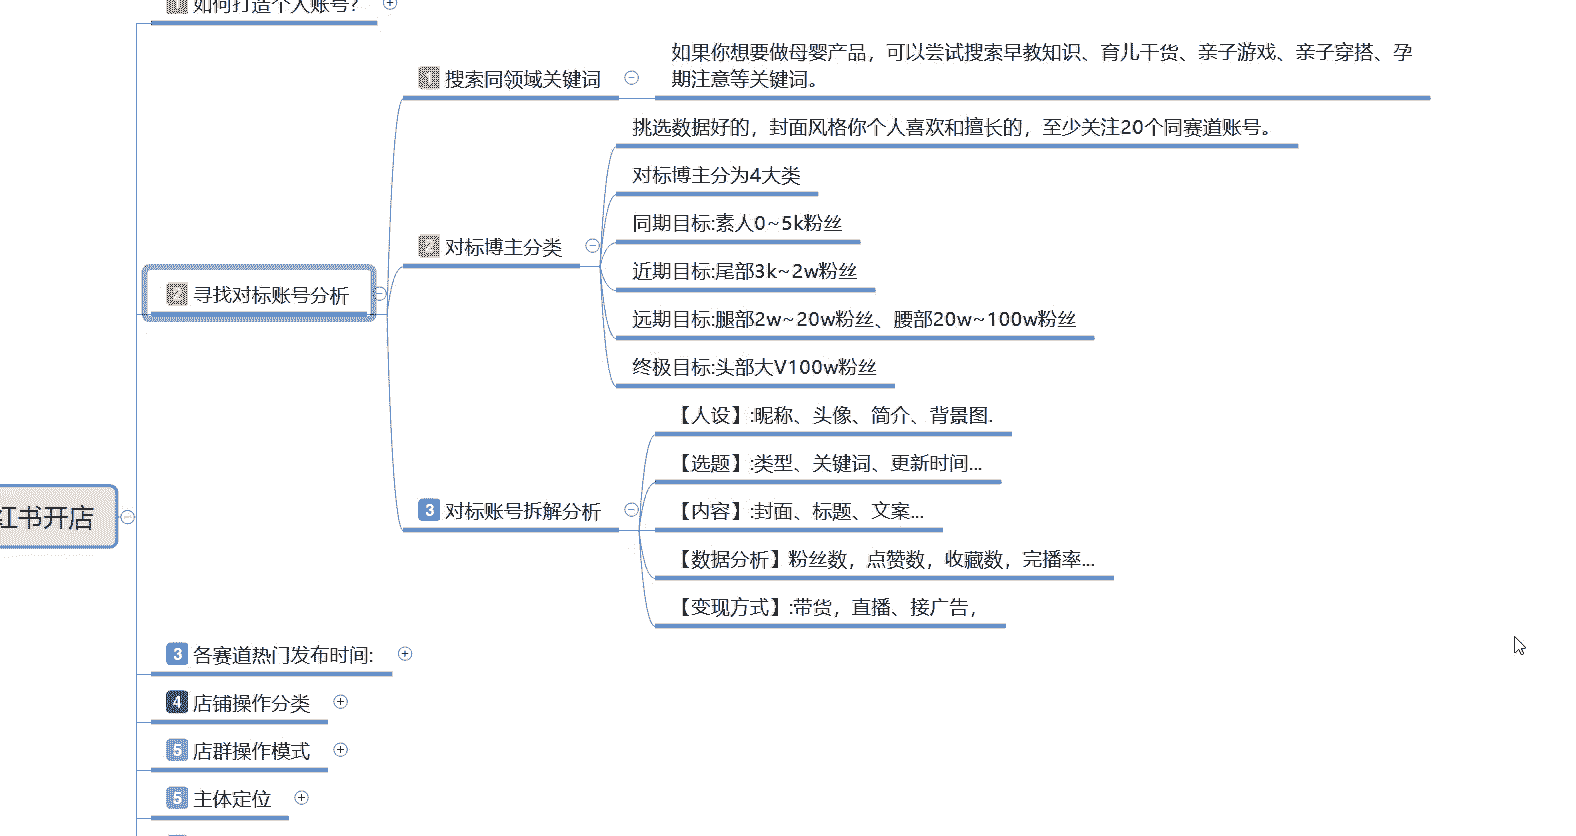 如何打造个人账号?
1 搜索同领域关键词
如果你想要做母婴产品，可以尝试搜索早教知识、育儿干货、亲子游戏、亲子穿搭、孕
期注意等关键词。
挑选数据好的，封面风格你个人喜欢和擅长的，至少关注20个同赛道账号。
对标博主分为4大类
同期目标:素人0~5k粉丝
2 对标博主分类
近期目标:尾部3k~2w粉丝
2 寻找对标账号分析
远期目标:腿部2w~20w粉丝、腰部20w~100w粉丝
终极目标:头部大V100w粉丝
【人设】:昵称、头像、简介、背景图.
【选题】:类型、关键词、更新时间...
3 对标账号拆解分析
【内容】:封面、标题、文案...
红书开店
【数据分析】粉丝数，点赞数，收藏数，完播率...
【变现方式】:带货，直播、接广告，
3 各赛道热门发布时间:
4 店铺操作分类
5 店群操作模式
5 主体定位